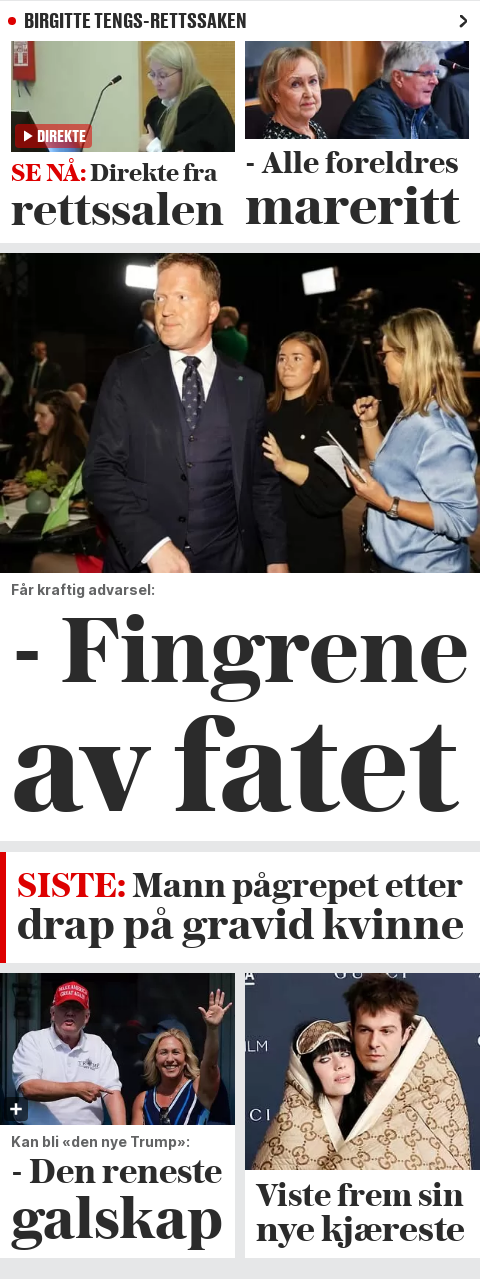 BIRGITTE TENGS-RETTSSAKEN
DIREKTE
SE NÅ: Direkte fra
rettssalen
- Alle foreldres
mareritt
Får kraftig advarsel:
- Fingrene
av fatet
SISTE: Mann pågrepet etter
drap på gravid kvinne
Kan bli «den nye Trump»:
- Den reneste
galskap
GUCCI
Viste frem sin
nye kjæreste